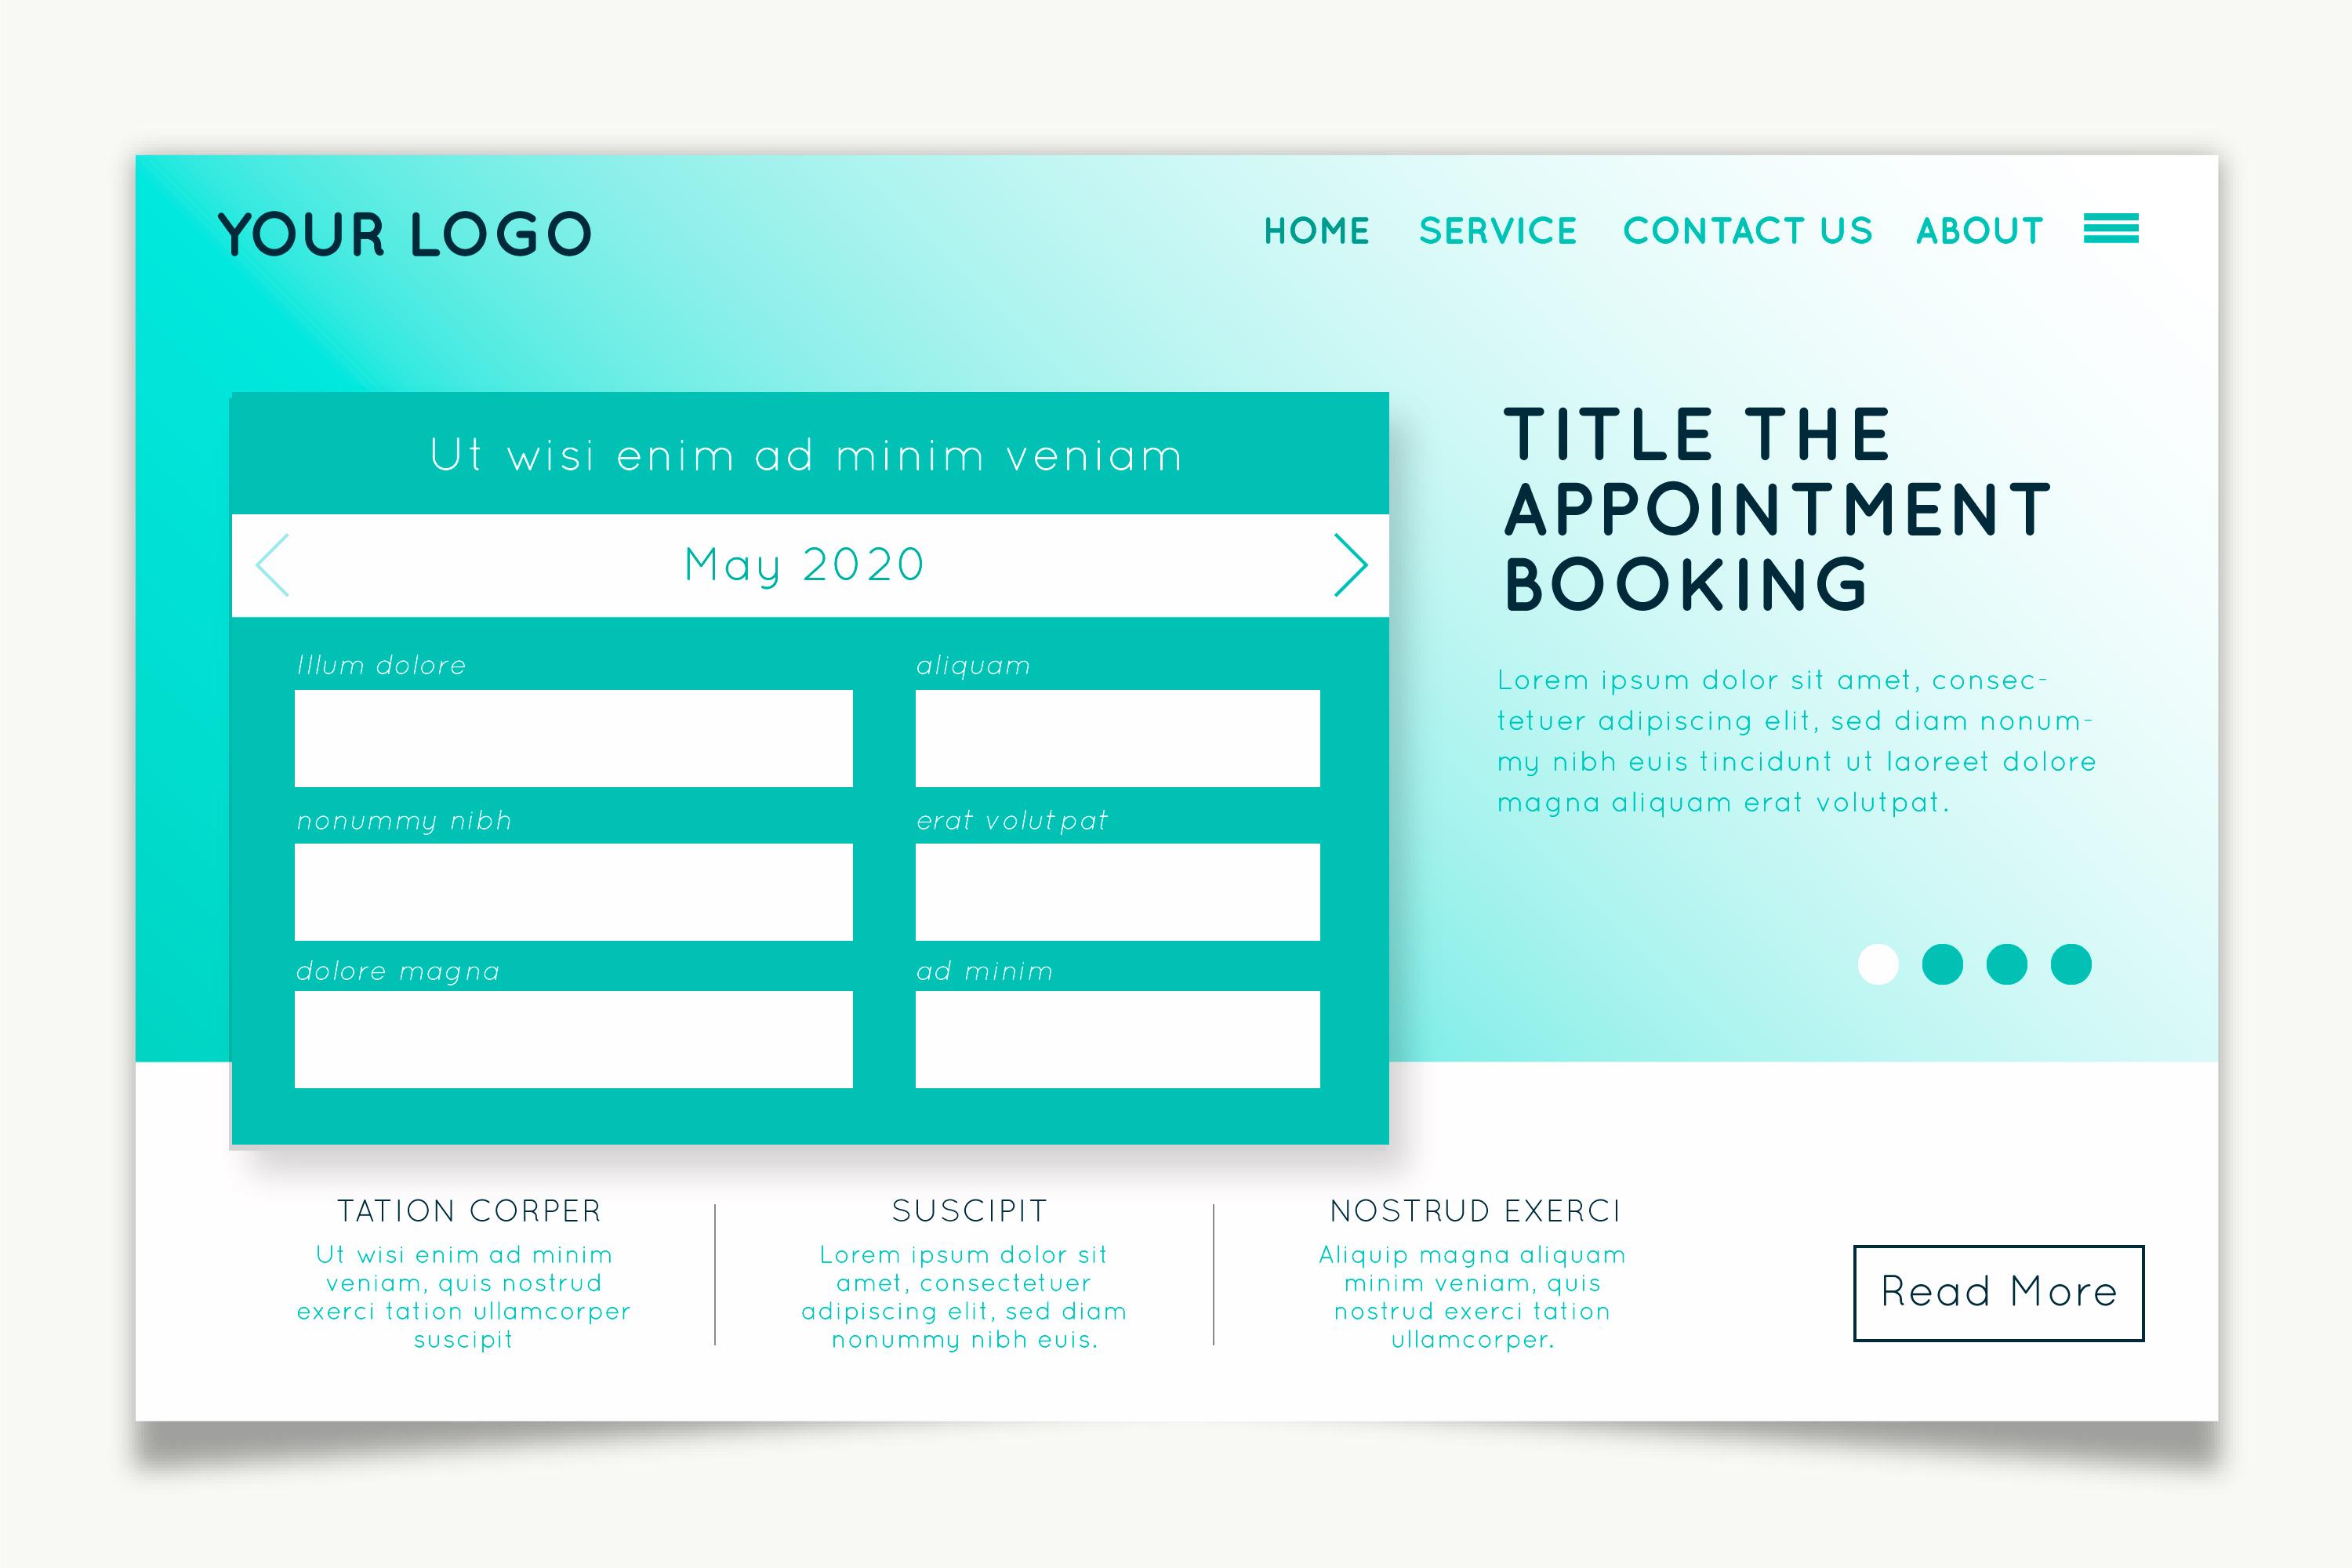 YOUR LOGO
HOME SERVICE CONTACT US ABOUT
Ut wisi enim ad minim veniam
May 2020
Illum dolore
aliquam
nonummy nibh
erat volutpat
dolore magna
ad minim
TITLE THE
APPOINTMENT
BOOKING
Lorem ipsum dolor sit amet, consec-
tetuer adipiscing elit, sed diam nonum-
my nibh euis tincidunt ut laoreet dolore
magna aliquam erat volutpat.
TATION CORPER
Ut wisi enim ad minim
veniam, quis nostrud
exerci tation ullamcorper
suscipit
SUSCIPIT
Lorem ipsum dolor sit
amet, consectetuer
adipiscing elit, sed diam
nonummy nibh euis.
NOSTRUD EXERCI
Aliquip magna aliquam
minim veniam, quis
nostrud exerci tation
ullamcorper.
Read More